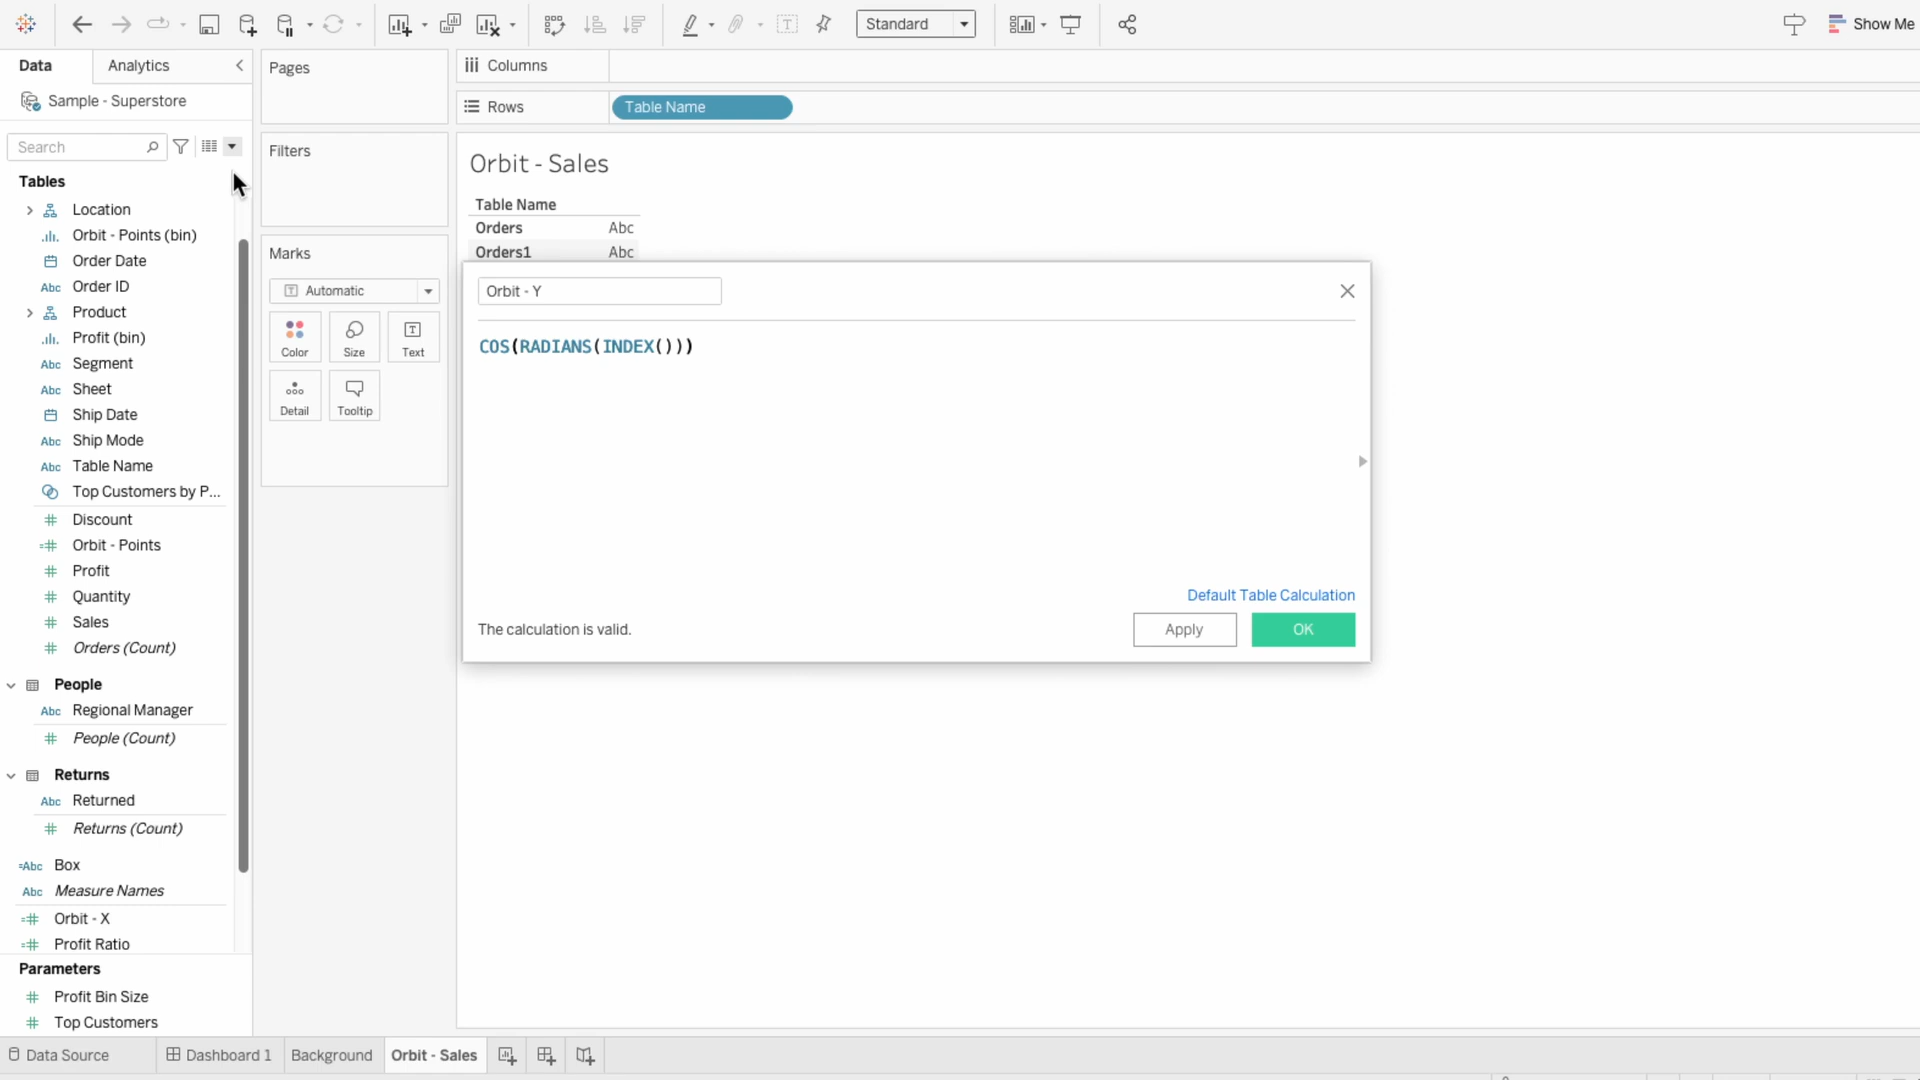 Standard
Show Me
Data
Analytics
Sample - Superstore
Search
Tables
Location
Orbit - Points (bin)
Order Date
Abc Order ID
Product
Profit (bin)
Abc Segment
Abc Sheet
Ship Date
Abc Ship Mode
Abc Table Name
Top Customers by P...
# Discount
=# Orbit - Points
# Profit
# Quantity
# Sales
# Orders (Count)
People
Abc Regional Manager
# People (Count)
Returns
Abc Returned
# Returns (Count)
=Abc Box
Abc Measure Names
=# Orbit - X
=# Profit Ratio
Parameters
# Profit Bin Size
# Top Customers
Pages
Filters
Marks
T Automatic
Color
Size
T
Text
Detail
Tooltip
Columns
Rows
Table Name
Orbit - Sales
Table Name
Orders Abc
Orders1 Abc
Orbit - Y
COS(RADIANS(INDEX()))
Default Table Calculation
The calculation is valid.
Apply
OK
Data Source
Dashboard 1
Background
Orbit - Sales